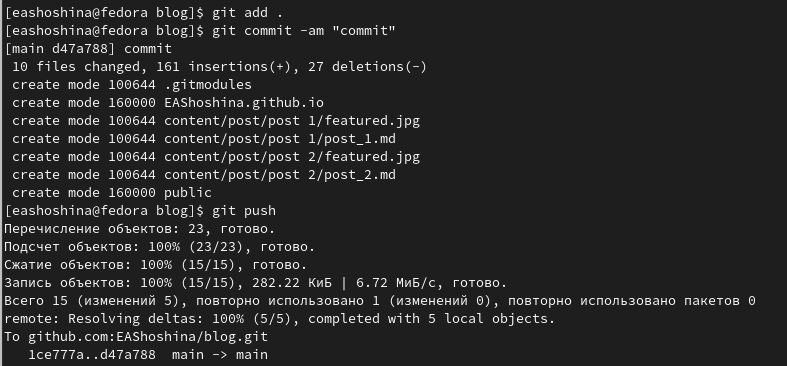 [eashoshina@fedora blog]$ git add .
[eashoshina@fedora blog]$ git commit -am "commit"
[main d47a788] commit
 10 files changed, 161 insertions(+), 27 deletions(-)
 create mode 100644 .gitmodules
 create mode 160000 EAShoshina.github.io
 create mode 100644 content/post/post 1/featured.jpg
 create mode 100644 content/post/post 1/post_1.md
 create mode 100644 content/post/post 2/featured.jpg
 create mode 100644 content/post/post 2/post_2.md
 create mode 160000 public
[eashoshina@fedora blog]$ git push
Перечисление объектов: 23, готово.
Подсчет объектов: 100% (23/23), готово.
Сжатие объектов: 100% (15/15), готово.
Запись объектов: 100% (15/15), 282.22 КиБ | 6.72 МиБ/с, готово.
Всего 15 (изменений 5), повторно использовано 1 (изменений 0), повторно использовано пакетов 0
remote: Resolving deltas: 100% (5/5), completed with 5 local objects.
To github.com:EAShoshina/blog.git
   1ce777a..d47a788  main -> main